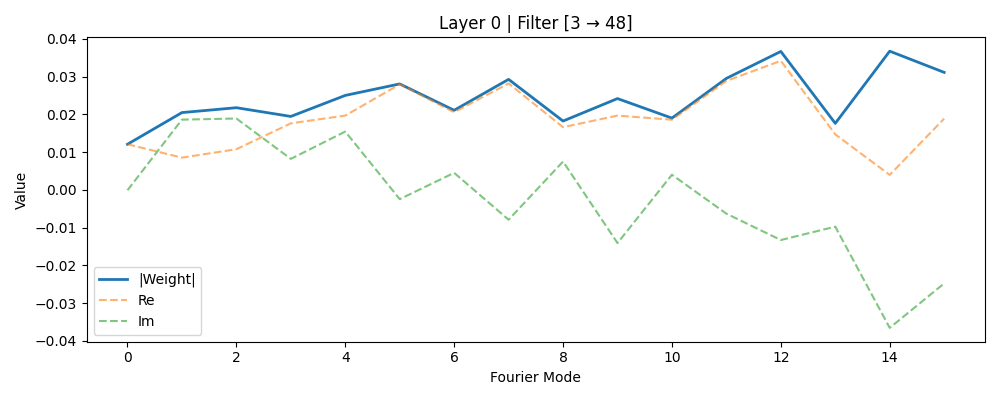 Layer 0 | Filter [3 → 48]
0.04
0.03
0.02
0.01
0.00
−0.01
−0.02
−0.03
−0.04
Value
|Weight|
Re
Im
0 2 4 6 8 10 12 14
Fourier Mode